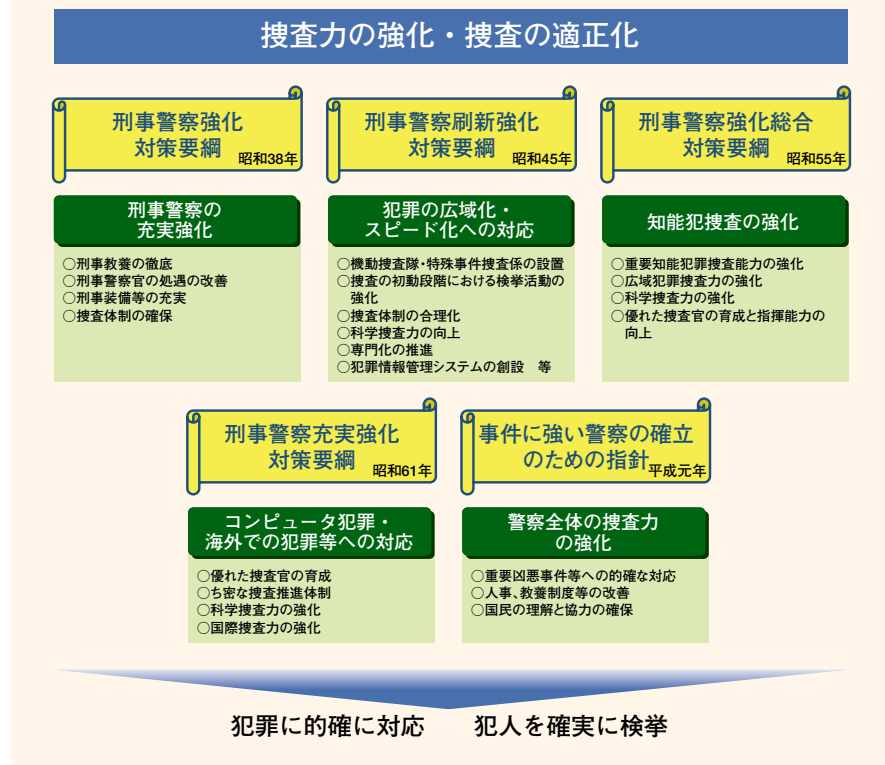 捜査力の強化・捜査の適正化
刑事警察強化
対策要綱
昭和38年
刑事警察の
充実強化
○刑事教養の徹底
○刑事警察官の処遇の改善
○刑事装備等の充実
○捜査体制の確保
刑事警察刷新強化
対策要綱
昭和45年
犯罪の広域化・
スピード化への対応
○機動捜査隊・特殊事件捜査係の設置
○捜査の初動段階における検挙活動の
強化
○捜査体制の合理化
○科学捜査力の向上
○専門化の推進
○犯罪情報管理システムの創設　等
刑事警察強化総合
対策要綱
昭和55年
知能犯捜査の強化
○重要知能犯罪捜査能力の強化
○広域犯罪捜査力の強化
○科学捜査力の強化
○優れた捜査官の育成と指揮能力の
向上
刑事警察充実強化
対策要綱
昭和61年
コンピュータ犯罪・
海外での犯罪等への対応
○優れた捜査官の育成
○ち密な捜査推進体制
○科学捜査力の強化
○国際捜査力の強化
事件に強い警察の確立
のための指針
平成元年
警察全体の捜査力
の強化
○重要凶悪事件等への的確な対応
○人事、教養制度等の改善
○国民の理解と協力の確保
犯罪に的確に対応　犯人を確実に検挙